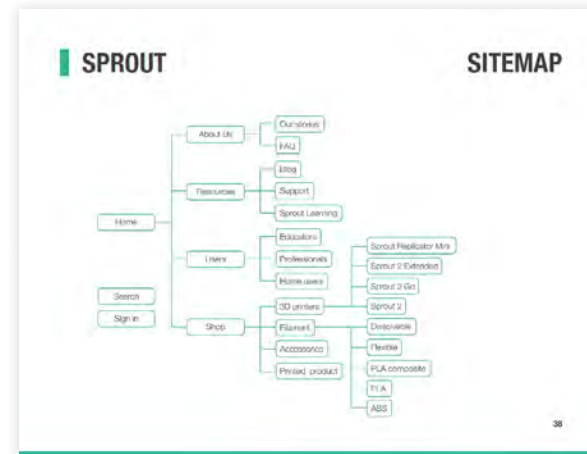 SPROUT
SITEMAP
Home
Search
Sign in
About Us
Resources
Users
Shop
Our stories
FAQ
Blog
Support
Sprout Learning
Educators
Professionals
Home users
3D printers
Filament
Accessories
Printed product
Sprout Replicator Mini
Sprout 2 Extended
Sprout 2 Go
Sprout 2
Dissolvable
Flexible
PLA composite
PLA
ABS
38